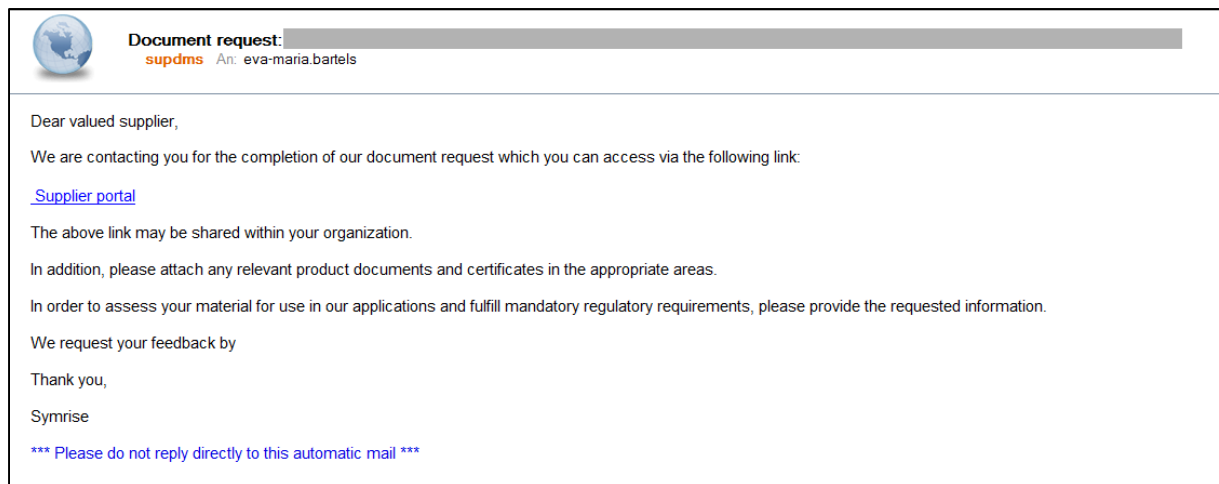 Document request:
supdms An: eva-maria.bartels
Dear valued supplier,
We are contacting you for the completion of our document request which you can access via the following link:
Supplier portal
The above link may be shared within your organization.
In addition, please attach any relevant product documents and certificates in the appropriate areas.
In order to assess your material for use in our applications and fulfill mandatory regulatory requirements, please provide the requested information.
We request your feedback by
Thank you,
Symrise
*** Please do not reply directly to this automatic mail ***